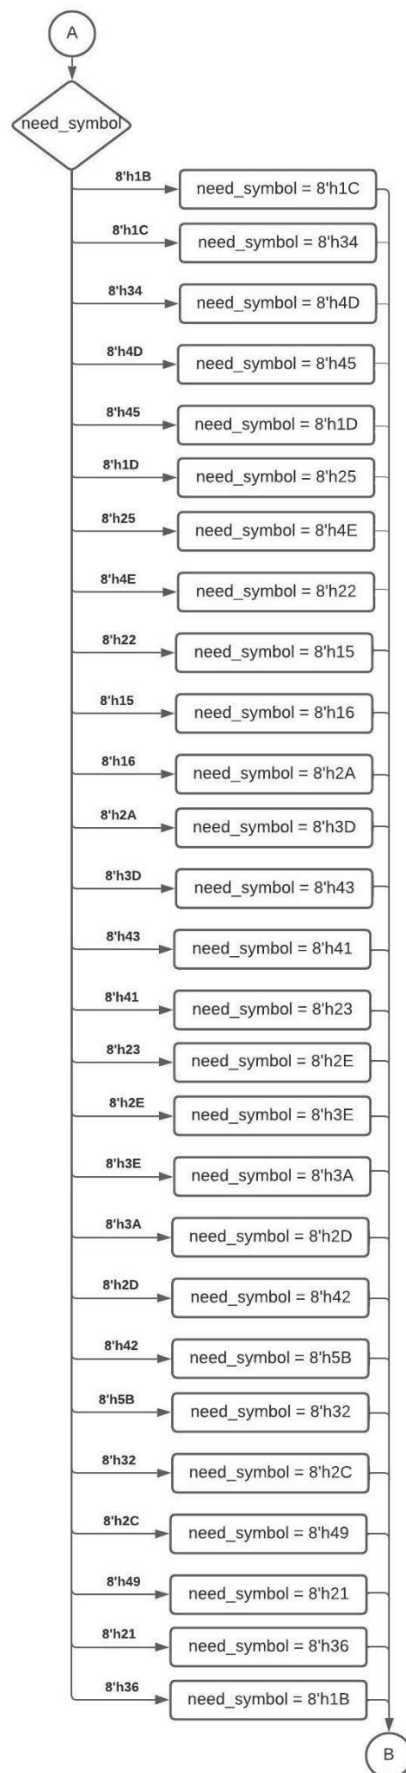 A
need_symbol
8'h1B need_symbol = 8'h1C
8'h1C need_symbol = 8'h34
8'h34 need_symbol = 8'h4D
8'h4D need_symbol = 8'h45
8'h45 need_symbol = 8'h1D
8'h1D need_symbol = 8'h25
8'h25 need_symbol = 8'h4E
8'h4E need_symbol = 8'h22
8'h22 need_symbol = 8'h15
8'h15 need_symbol = 8'h16
8'h16 need_symbol = 8'h2A
8'h2A need_symbol = 8'h3D
8'h3D need_symbol = 8'h43
8'h43 need_symbol = 8'h41
8'h41 need_symbol = 8'h23
8'h23 need_symbol = 8'h2E
8'h2E need_symbol = 8'h3E
8'h3E need_symbol = 8'h3A
8'h3A need_symbol = 8'h2D
8'h2D need_symbol = 8'h42
8'h42 need_symbol = 8'h5B
8'h5B need_symbol = 8'h32
8'h32 need_symbol = 8'h2C
8'h2C need_symbol = 8'h49
8'h49 need_symbol = 8'h21
8'h21 need_symbol = 8'h36
8'h36 need_symbol = 8'h1B
B